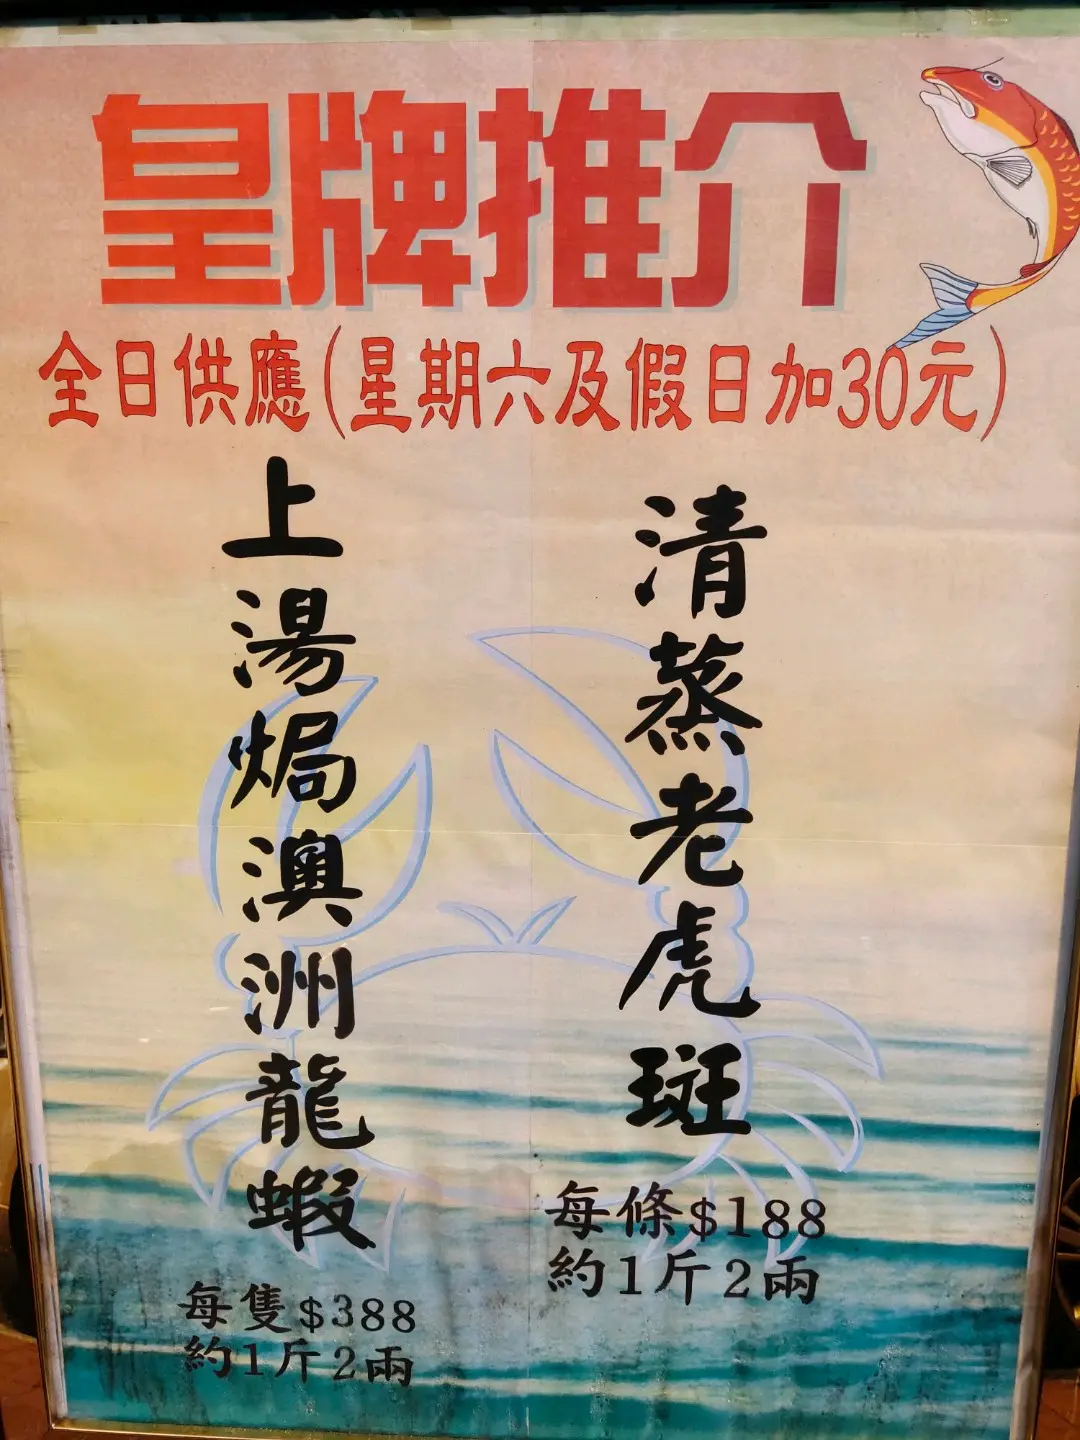 皇牌推介
全日供應(星期六及假日加30元)
清蒸老虎斑
每條$188
約1斤2兩
上湯焗澳洲龍蝦
每隻$388
約1斤2兩